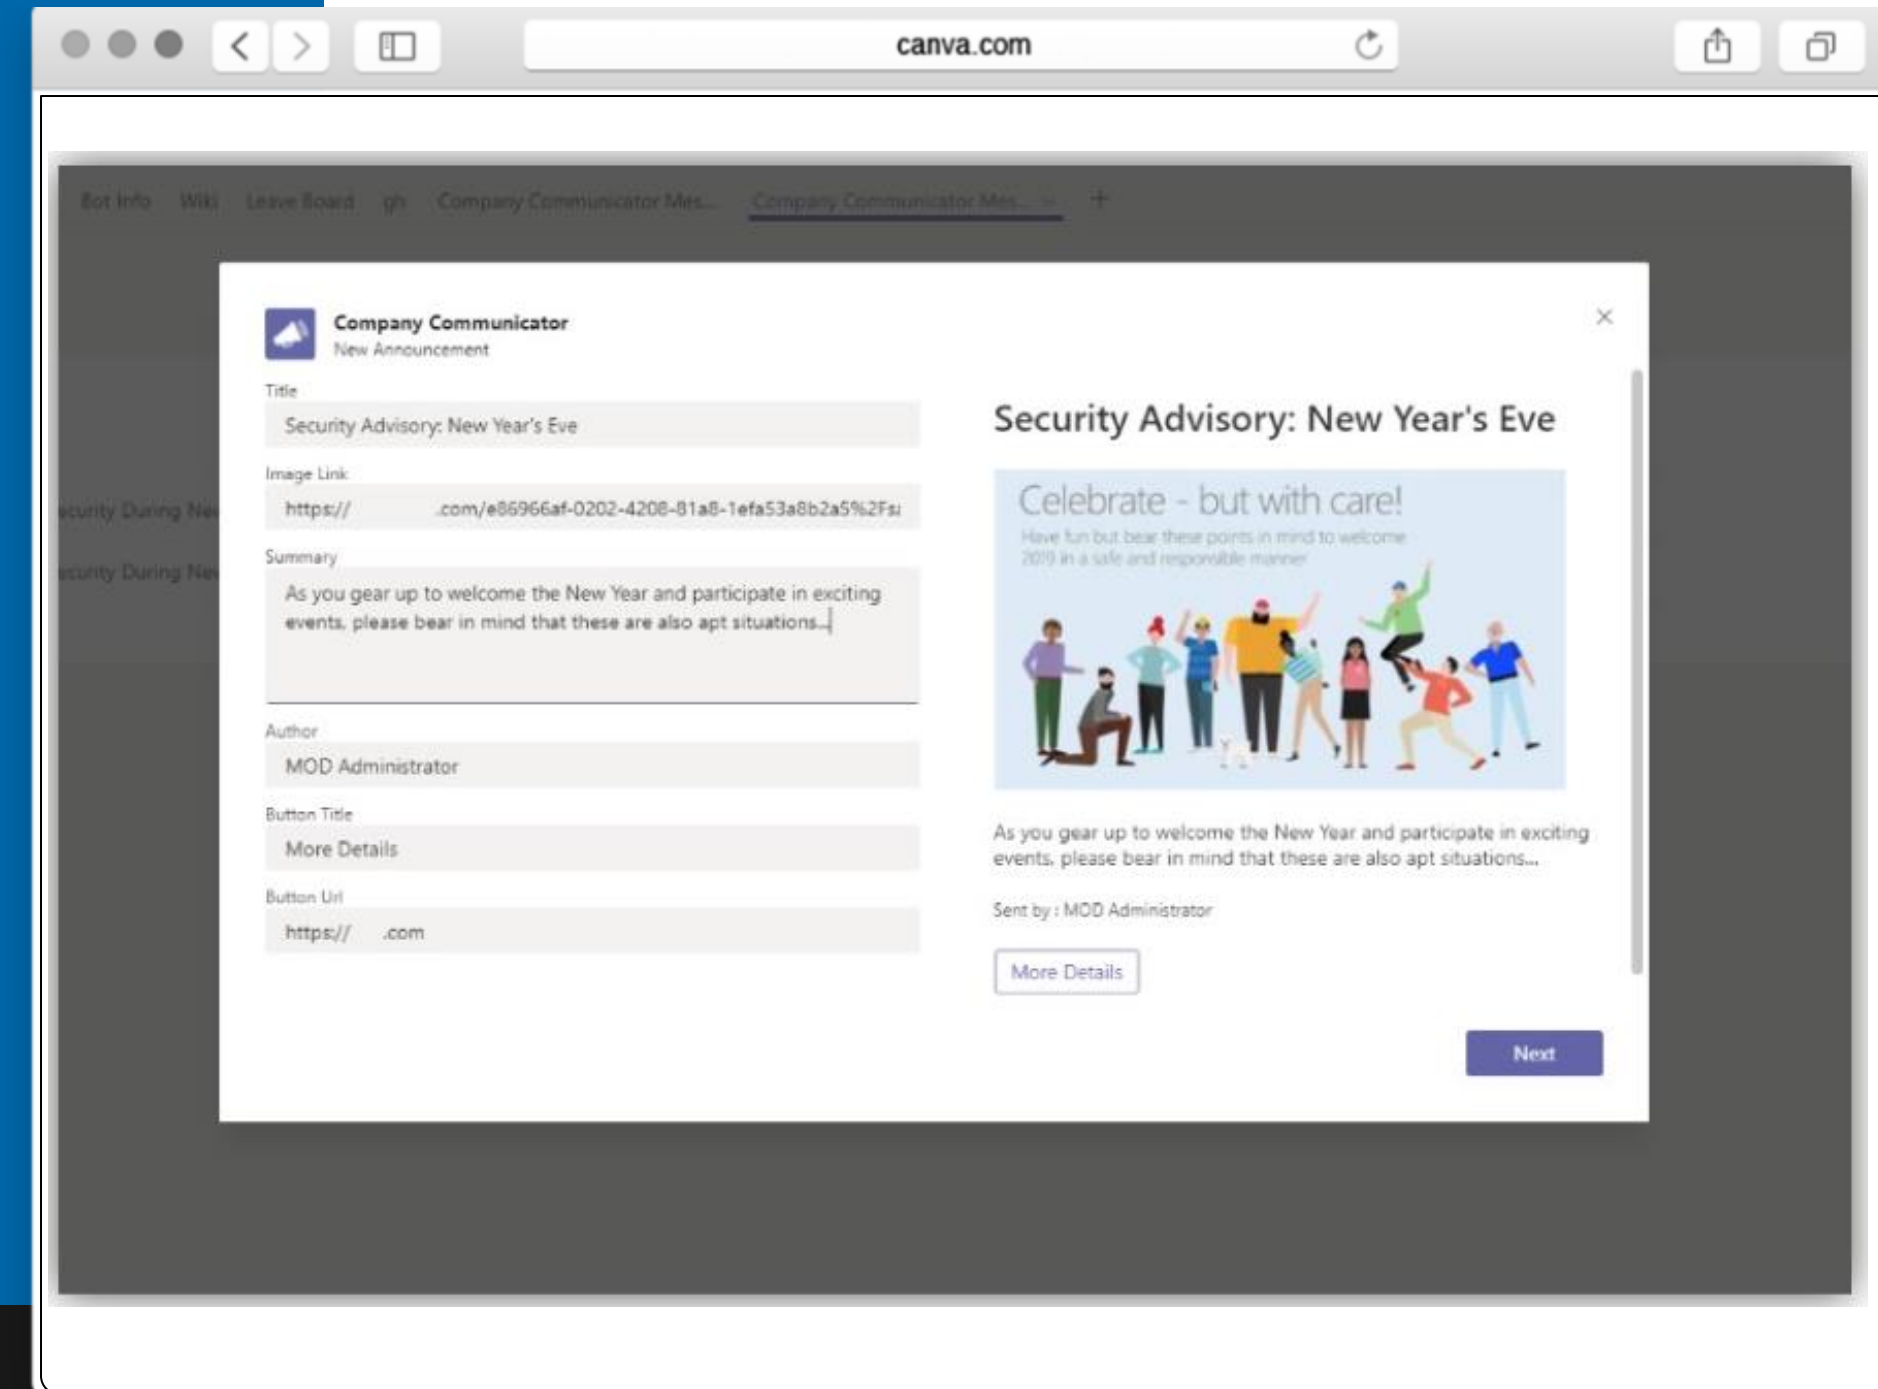 canva.com
Bot Info Wiki Leave Board gh Company Communicator Mes... Company Communicator Mes... +
Company Communicator
New Announcement
Title
Security Advisory: New Year's Eve
Image Link
https:// .com/e86966af-0202-4208-81a8-1efa53a8b2a5%2Fs
Summary
As you gear up to welcome the New Year and participate in exciting
events, please bear in mind that these are also apt situations...
Author
MOD Administrator
Button Title
More Details
Button Url
https:// .com
ecurity During Ne
ecurity During Ne
Security Advisory: New Year's Eve
Celebrate - but with care!
Have fun but bear these points in mind to welcome
2019 in a safe and responsible manner
As you gear up to welcome the New Year and participate in exciting
events, please bear in mind that these are also apt situations...
Sent by : MOD Administrator
More Details
Next